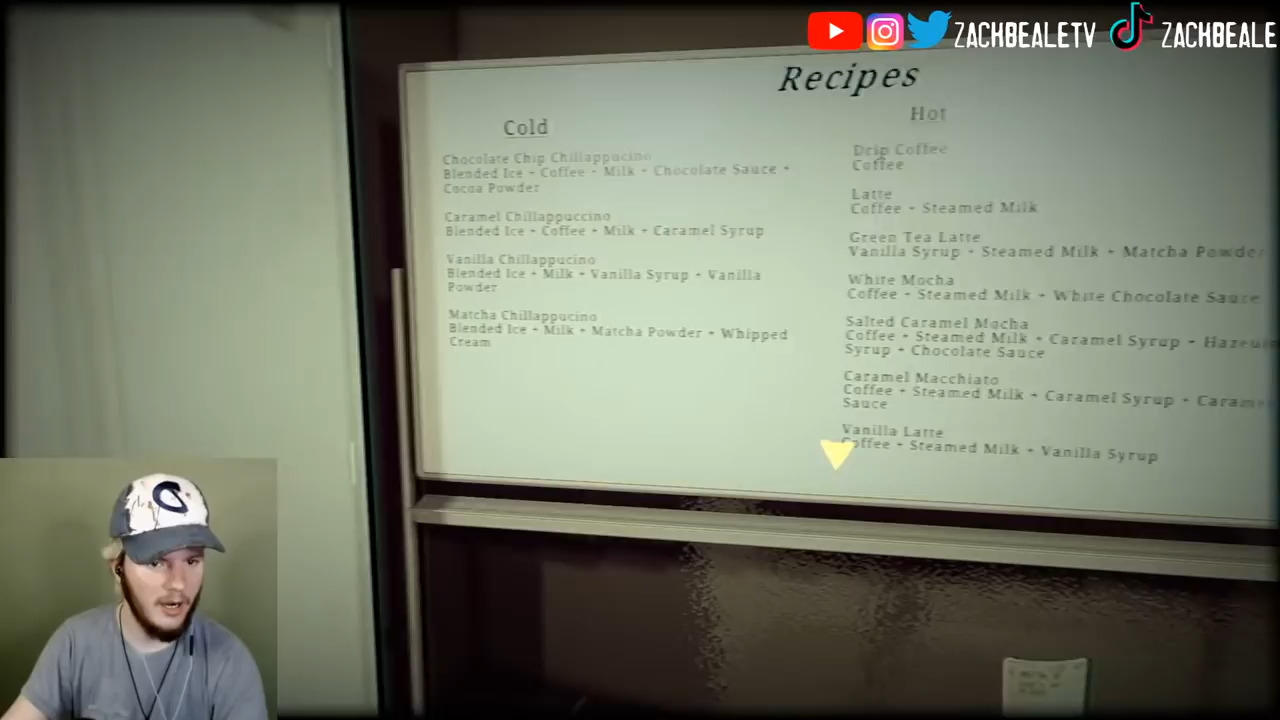 ZACHBEALETV ZACHBEALE
Recipes
Cold
Chocolate Chip Chillappucino
Blended Ice + Coffee + Milk + Chocolate Sauce +
Cocoa Powder
Caramel Chillappuccino
Blended Ice + Coffee + Milk + Caramel Syrup
Vanilla Chillappucino
Blended Ice + Milk + Vanilla Syrup + Vanilla
Powder
Matcha Chillappucino
Blended Ice + Milk + Matcha Powder + Whipped
Cream
Hot
Drip Coffee
Coffee
Latte
Coffee + Steamed Milk
Green Tea Latte
Vanilla Syrup + Steamed Milk + Matcha Powder
White Mocha
Coffee + Steamed Milk + White Chocolate Sauce
Salted Caramel Mocha
Coffee + Steamed Milk + Caramel Syrup +
Syrup + Chocolate Sauce
Caramel Macchiato
Coffee + Steamed Milk + Caramel Syrup +
Sauce
Vanilla Latte
Coffee + Steamed Milk + Vanilla Syrup